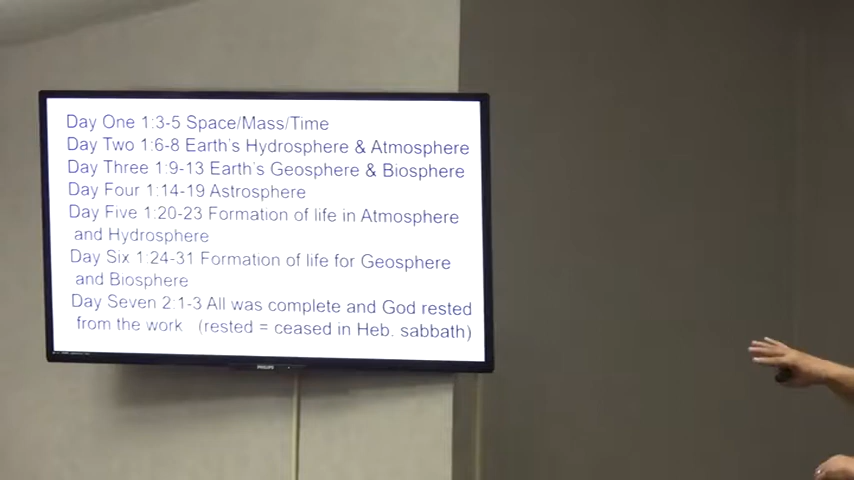 Day One 1:3-5 Space/Mass/Time
Day Two 1:6-8 Earth's Hydrosphere & Atmosphere
Day Three 1:9-13 Earth's Geosphere & Biosphere
Day Four 1:14-19 Astrosphere
Day Five 1:20-23 Formation of life in Atmosphere
and Hydrosphere
Day Six 1:24-31 Formation of life for Geosphere
and Biosphere
Day Seven 2:1-3 All was complete and God rested
from the work (rested = ceased in Heb. sabbath)
PHILIPS